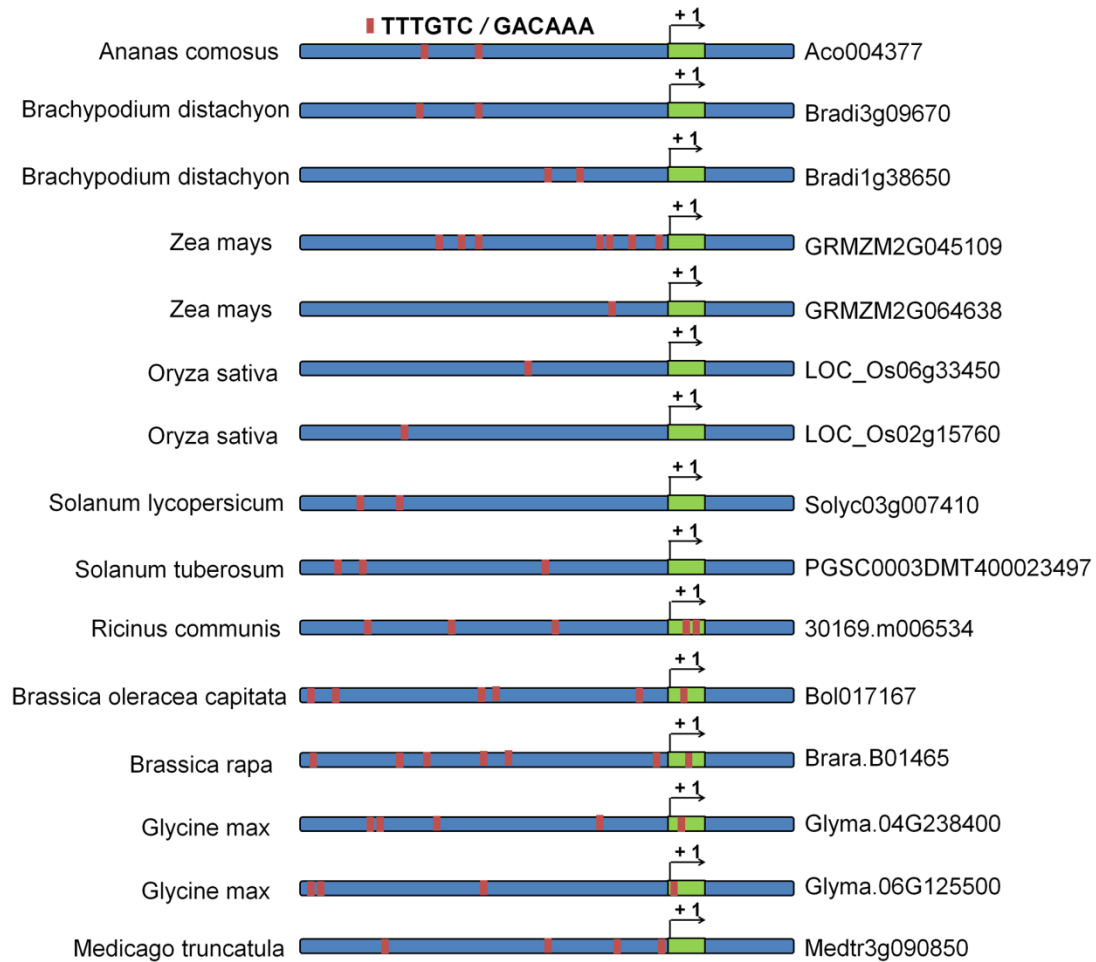 TTTGTC / GACAAA
+ 1
Ananas comosus Aco004377
+ 1
Brachypodium distachyon Bradi3g09670
+ 1
Brachypodium distachyon Bradi1g38650
+ 1
Zea mays GRMZM2G045109
+ 1
Zea mays GRMZM2G064638
+ 1
Oryza sativa LOC_Os06g33450
+ 1
Oryza sativa LOC_Os02g15760
+ 1
Solanum lycopersicum Solyc03g007410
+ 1
Solanum tuberosum PGSC0003DMT400023497
+ 1
Ricinus communis 30169.m006534
+ 1
Brassica oleracea capitata Bol017167
+ 1
Brassica rapa Brara.B01465
+ 1
Glycine max Glyma.04G238400
+ 1
Glycine max Glyma.06G125500
+ 1
Medicago truncatula Medtr3g090850